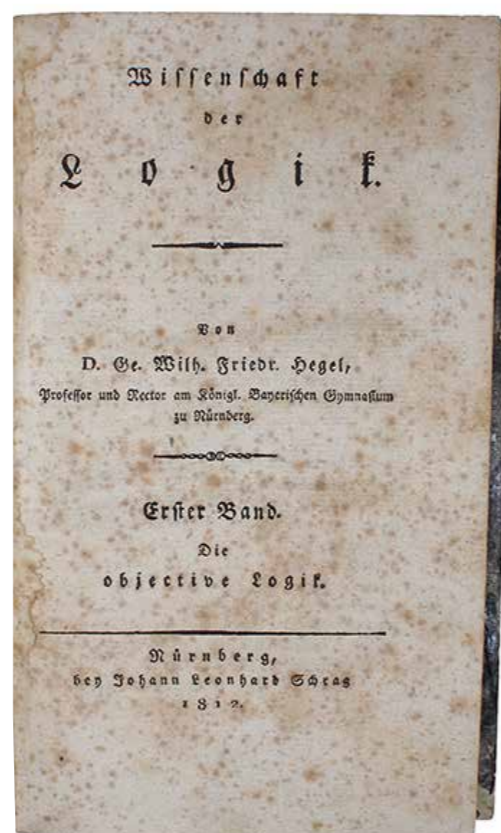 Wissenschaft
der
Logik.
Von
D. Ge. Wilh. Friedr. Hegel,
Professor und Rector am Königl. Bayerischen Gymnasium
zu Nürnberg.
Erster Band.
Die
objective Logik.
Nürnberg,
bey Johann Leonhard Schrag
1812.